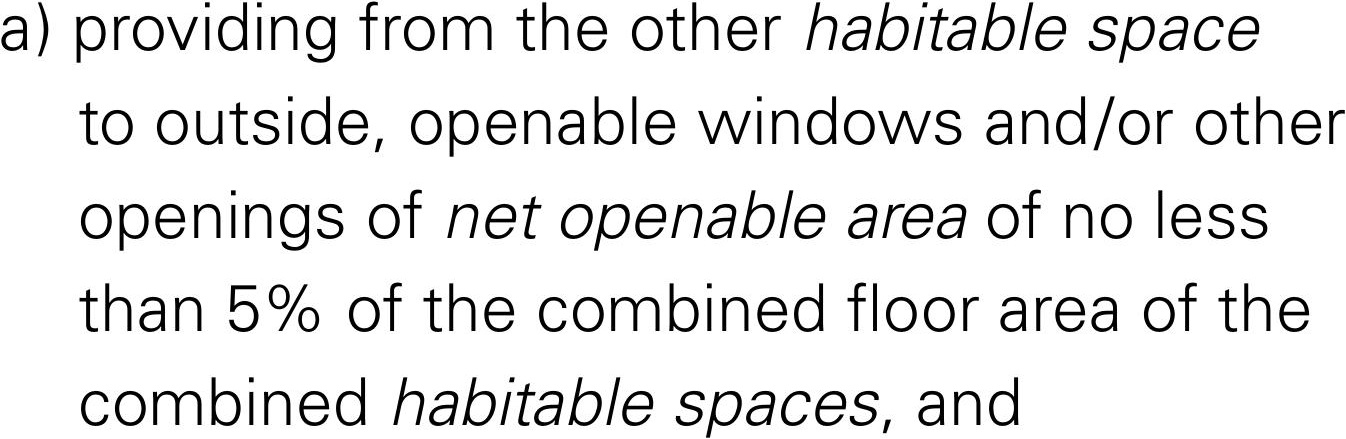 a) providing from the other habitable space
to outside, openable windows and/or other
openings of net openable area of no less
than 5% of the combined floor area of the
combined habitable spaces, and